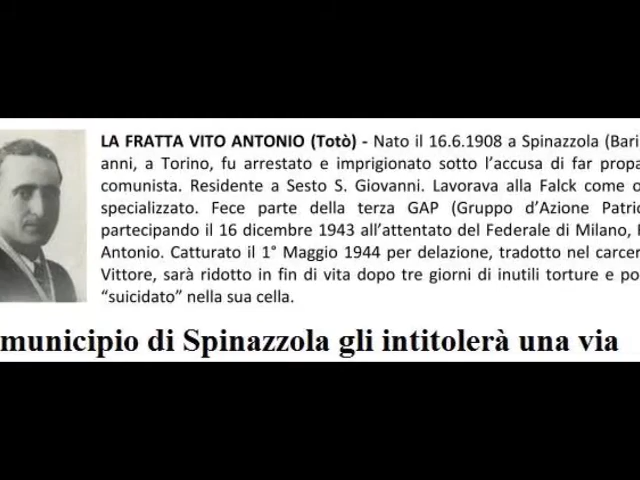 LA FRATTA VITO ANTONIO (Totò) - Nato il 16.6.1908 a Spinazzola (Bari
anni, a Torino, fu arrestato e imprigionato sotto l’accusa di far
comunista. Residente a Sesto S. Giovanni. Lavorava alla Falck come
specializzato. Fece parte della terza GAP (Gruppo d’Azione
partecipando il 16 dicembre 1943 all’attentato del Federale di Milano,
Antonio. Catturato il 1° Maggio 1944 per delazione, tradotto nel
Vittore, sarà ridotto in fin di vita dopo tre giorni di inutili torture e
“suicidato” nella sua cella.
municipio di Spinazzola gli intitolerà una via